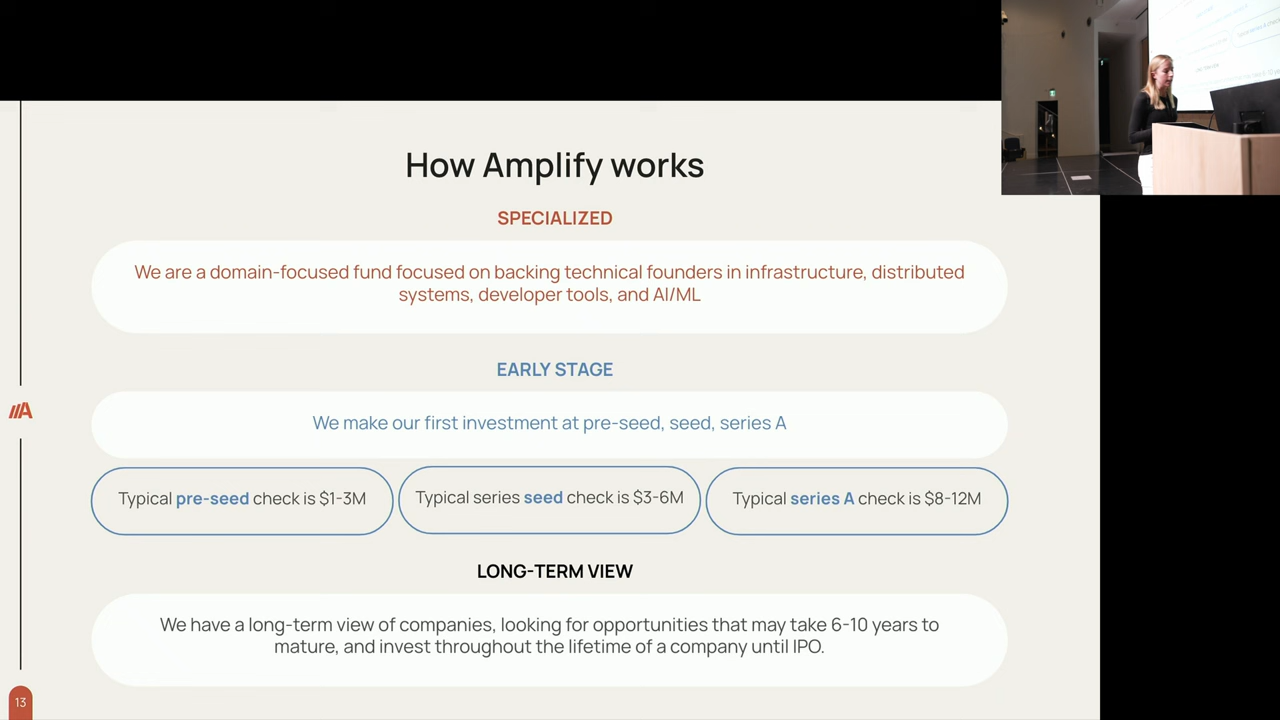 How Amplify works
SPECIALIZED
We are a domain-focused fund focused on backing technical founders in infrastructure, distributed
systems, developer tools, and AI/ML
EARLY STAGE
We make our first investment at pre-seed, seed, series A
Typical pre-seed check is $1-3M
Typical series seed check is $3-6M
Typical series A check is $8-12M
LONG-TERM VIEW
We have a long-term view of companies, looking for opportunities that may take 6-10 years to
mature, and invest throughout the lifetime of a company until IPO.
A
13